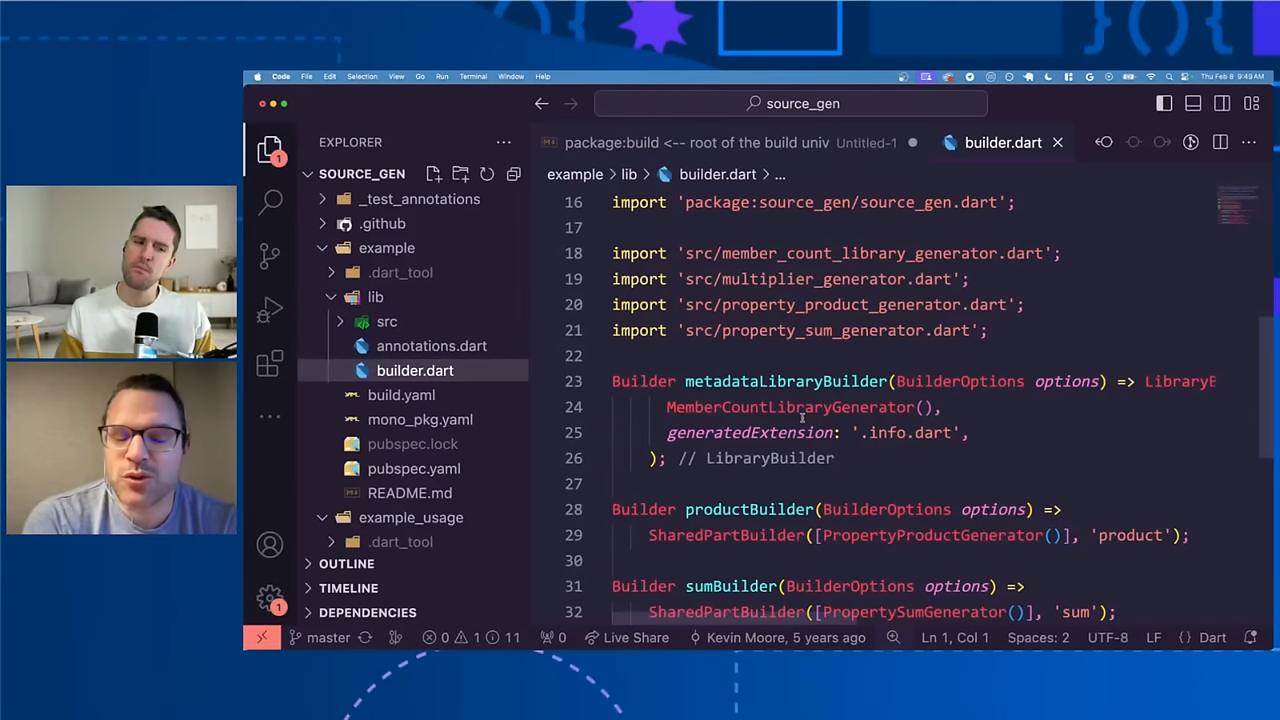 Code File Edit Selection View Go Run Terminal Window Help
Thu Feb 8 9:49 AM
source_gen
EXPLORER
SOURCE_GEN
_test_annotations
.github
example
.dart_tool
lib
src
annotations.dart
builder.dart
build.yaml
mono_pkg.yaml
pubspec.lock
pubspec.yaml
README.md
example_usage
.dart_tool
OUTLINE
TIMELINE
DEPENDENCIES
1
1
package:build <-- root of the build univ Untitled-1
builder.dart
example > lib > builder.dart > ...
16 import 'package:source_gen/source_gen.dart';
17
18 import 'src/member_count_library_generator.dart';
19 import 'src/multiplier_generator.dart';
20 import 'src/property_product_generator.dart';
21 import 'src/property_sum_generator.dart';
22
23 Builder metadataLibraryBuilder(BuilderOptions options) => LibraryB
24 MemberCountLibraryGenerator(),
25 generatedExtension: '.info.dart',
26 ); // LibraryBuilder
27
28 Builder productBuilder(BuilderOptions options) =>
29 SharedPartBuilder([PropertyProductGenerator()], 'product');
30
31 Builder sumBuilder(BuilderOptions options) =>
32 SharedPartBuilder([PropertySumGenerator()], 'sum');
master 0 1 11 0 Live Share Kevin Moore, 5 years ago Ln 1, Col 1 Spaces: 2 UTF-8 LF {} Dart